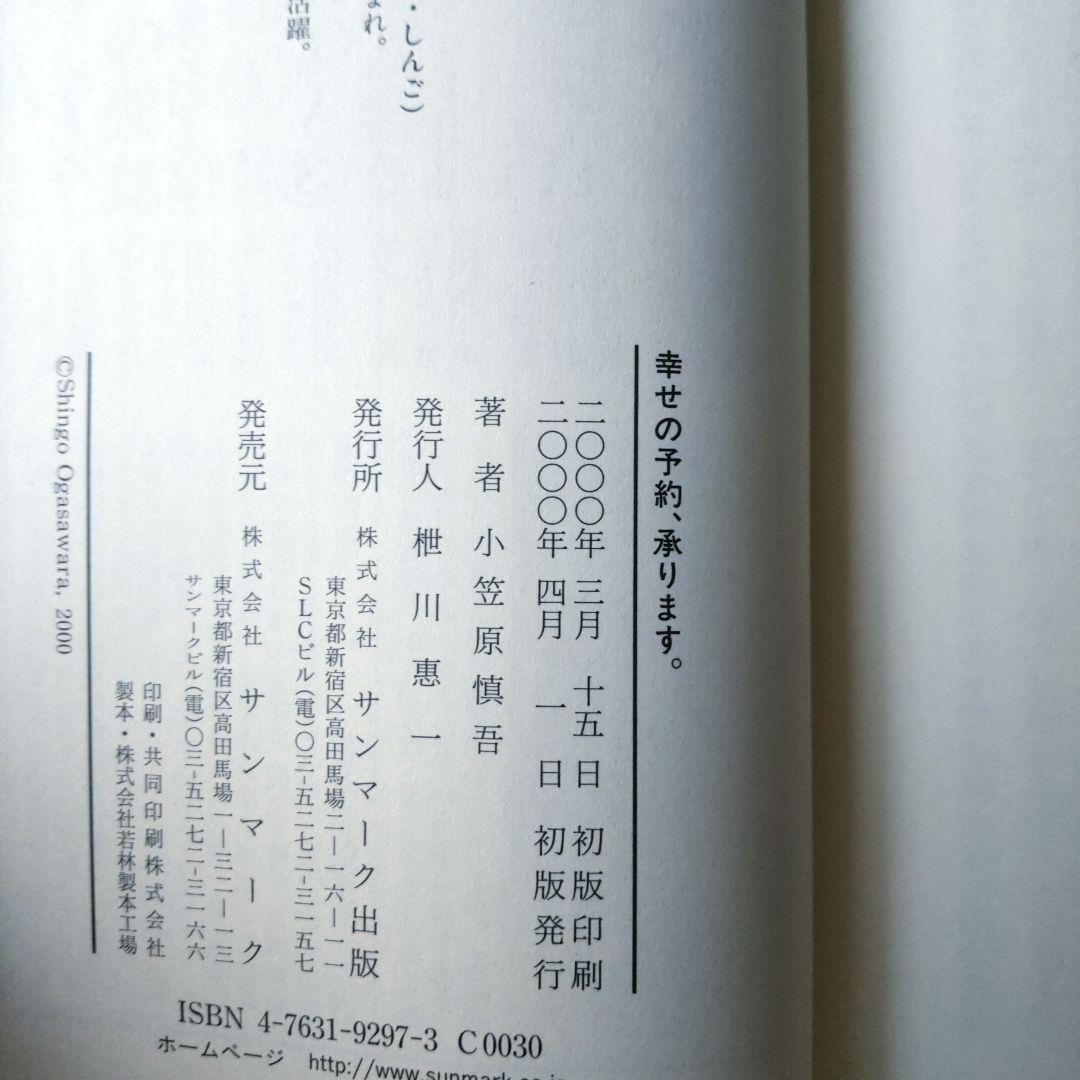 ・しんご）
まれ。
活躍。
幸せの予約、承ります。
二〇〇〇年 三月 十五日 初版印刷
二〇〇〇年 四月 一日 初版発行
著者 小笠原慎吾
発行人 枻川惠一
発行所 株式会社 サンマーク出版
東京都新宿区高田馬場二―一六―一一
SLCビル（電）〇三-五二七二-三一五七
発売元 株式会社 サンマーク
東京都新宿区高田馬場一―三二―一三
サンマークビル（電）〇三-五二七二-三一六六
印刷・共同印刷株式会社
製本・株式会社若林製本工場
©Shingo Ogasawara, 2000
ISBN 4-7631-9297-3 C0030
ホームページ http://www.sunmark.co.jp